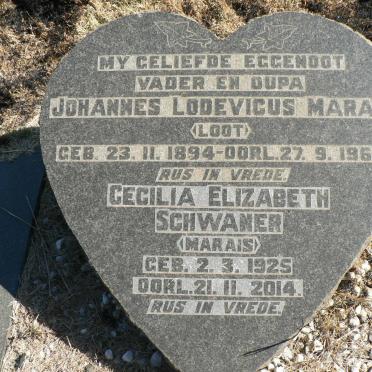 MY GELIEFDE EGGENOOT
VADER EN OUPA
JOHANNES LODEVICUS MARA
(LOOT)
GEB. 23. 11. 1894-OORL. 27. 9. 196
RUS IN VREDE.
CECILIA ELIZABETH
SCHWANER
(MARAIS)
GEB. 2. 3. 1925
OORL. 21. 11. 2014.
RUS IN VREDE.